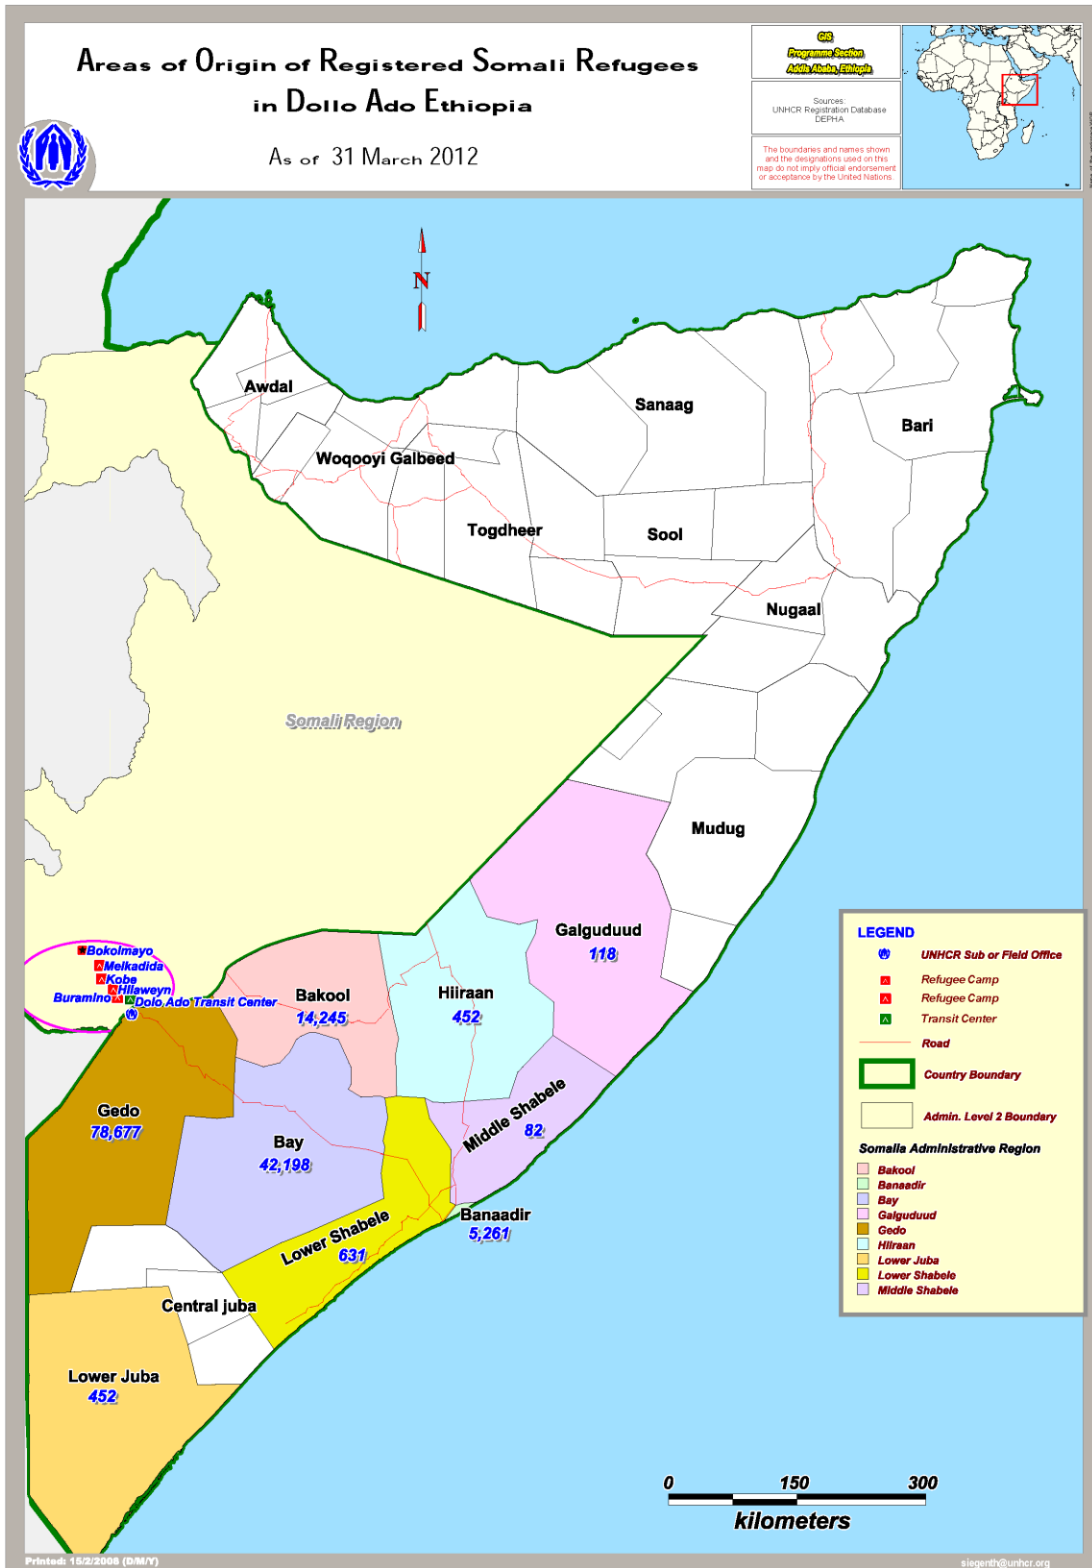 Areas of Origin of Registered Somali Refugees
in Dollo Ado Ethiopia
As of 31 March 2012
GIS
Programme Section
Addis Ababa, Ethiopia
Sources:
UNHCR Registration Database
DEPHA
The boundaries and names shown
and the designations used on this
map do not imply official endorsement
or acceptance by the United Nations.
N
Awdal
Sanaag
Bari
Woqooyi Galbeed
Togdheer
Sool
Nugaal
Somali Region
Mudug
Galguduud
118
Bokolmayo
Melkadida
Kobe
Hilaweyn
Buramino
Dolo Ado Transit Center
Bakool
14,245
Hiiraan
452
Gedo
78,677
Bay
42,198
Middle Shabele
82
Banaadir
5,261
Lower Shabele
631
Central juba
Lower Juba
452
LEGEND
UNHCR Sub or Field Office
Refugee Camp
Refugee Camp
Transit Center
Road
Country Boundary
Admin. Level 2 Boundary
Somalia Administrative Region
Bakool
Banaadir
Bay
Galguduud
Gedo
Hiiraan
Lower Juba
Lower Shabele
Middle Shabele
0 150 300
kilometers
Printed: 15/2/2008 (D/M/Y)
siegenth@unhcr.org